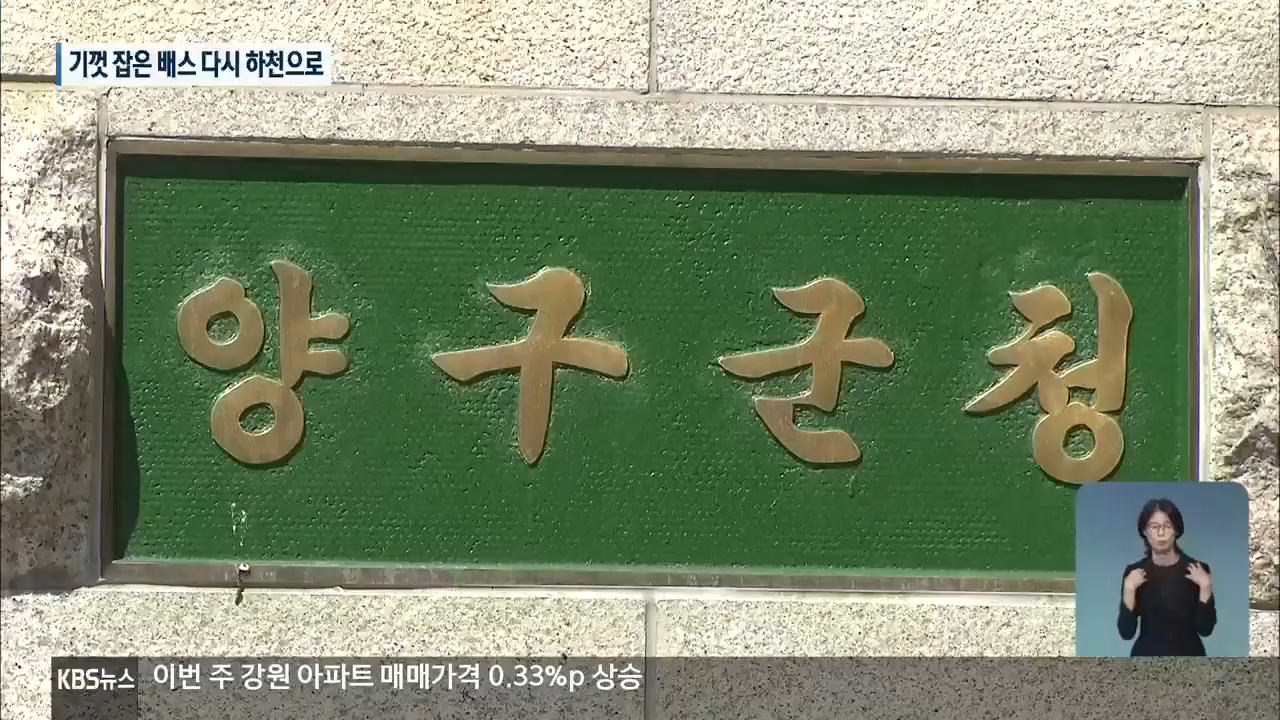 기껏 잡은 배스 다시 하천으로
양구군청
KBS뉴스 이번 주 강원 아파트 매매가격 0.33%p 상승